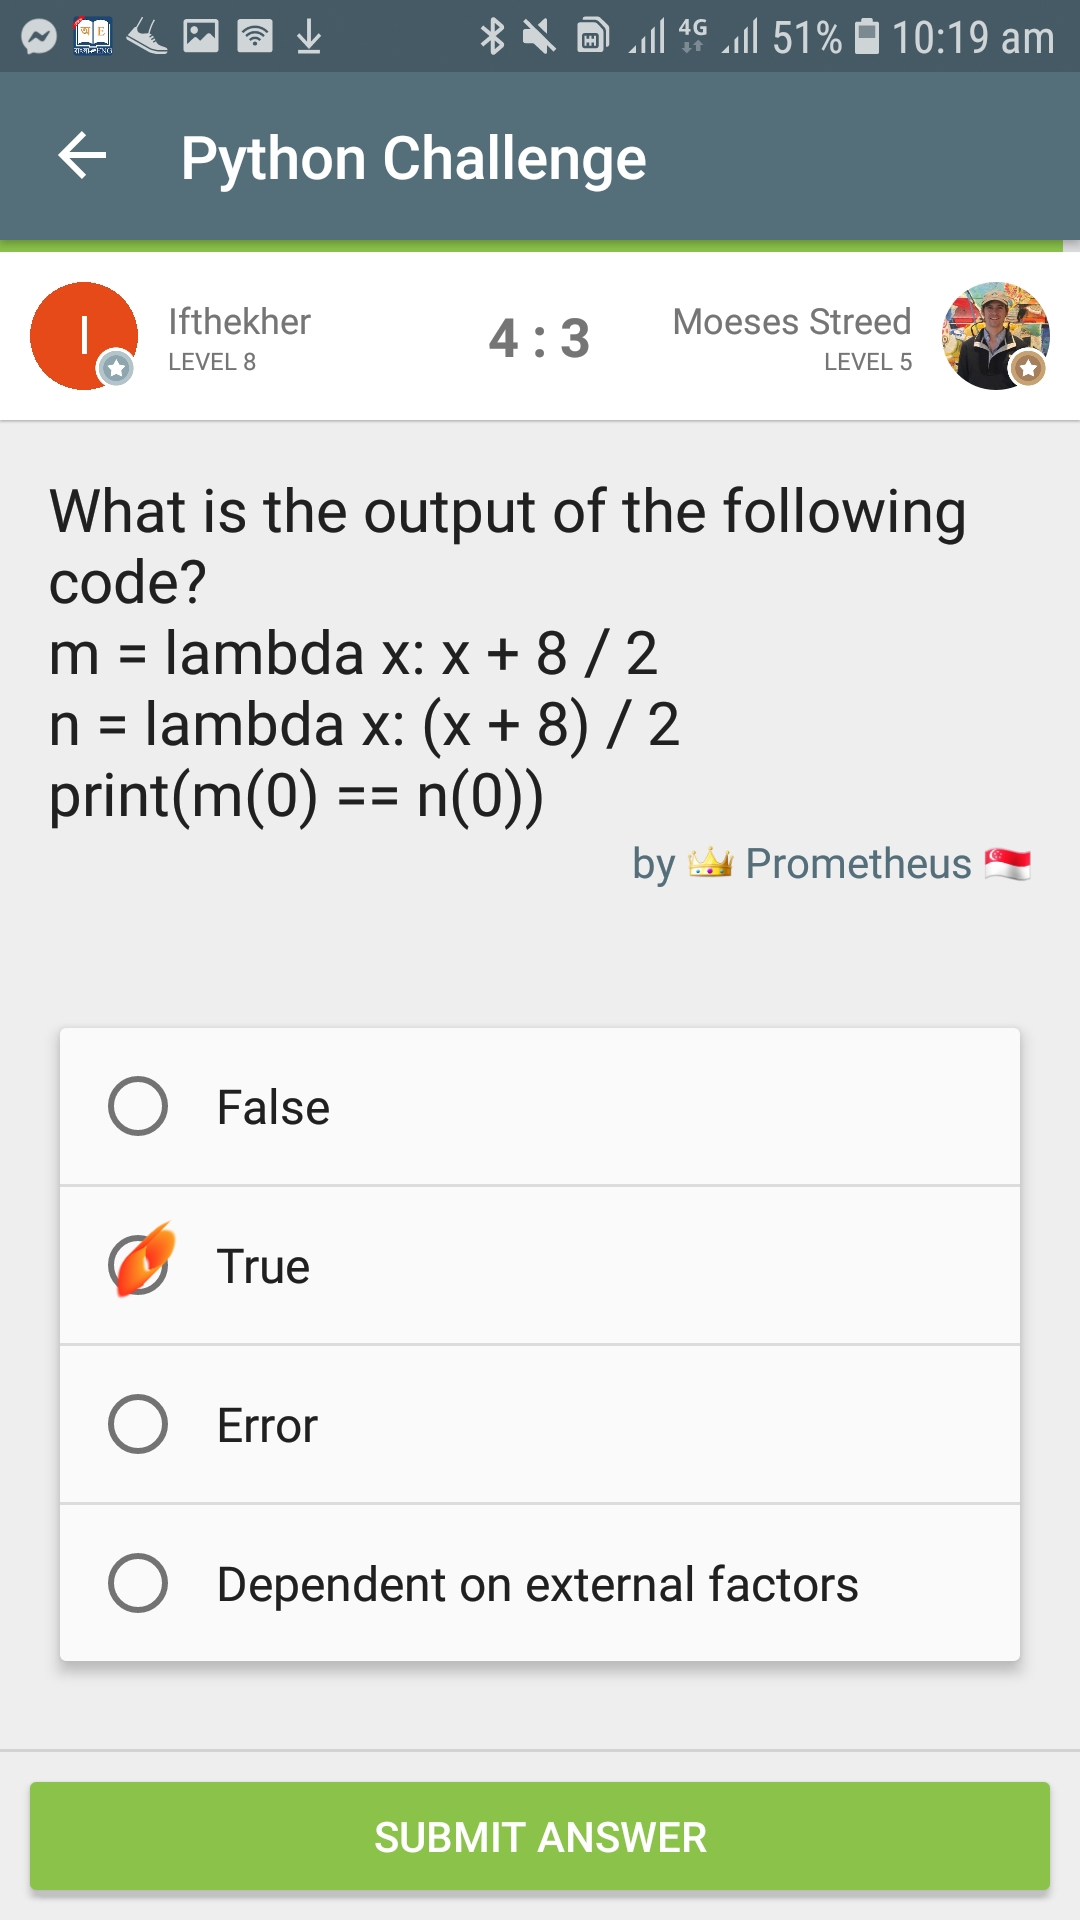 4G 51% 10:19 am
Python Challenge
I
Ifthekher
LEVEL 8
4 : 3
Moeses Streed
LEVEL 5
What is the output of the following
code?
m = lambda x: x + 8 / 2
n = lambda x: (x + 8) / 2
print(m(0) == n(0))
by 👑 Prometheus 🇸🇬
False
True
Error
Dependent on external factors
SUBMIT ANSWER